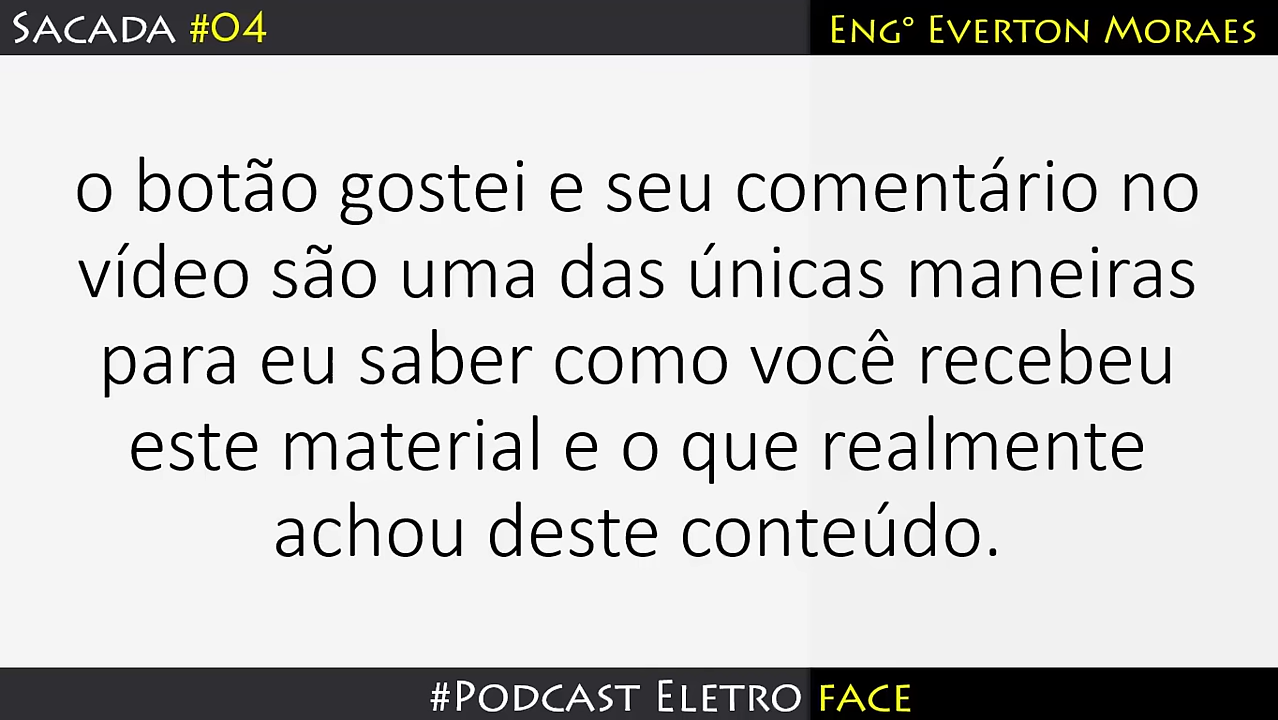 Sacada #04
Eng° Everton Moraes
o botão gostei e seu comentário no
vídeo são uma das únicas maneiras
para eu saber como você recebeu
este material e o que realmente
achou deste conteúdo.
#Podcast Eletro face